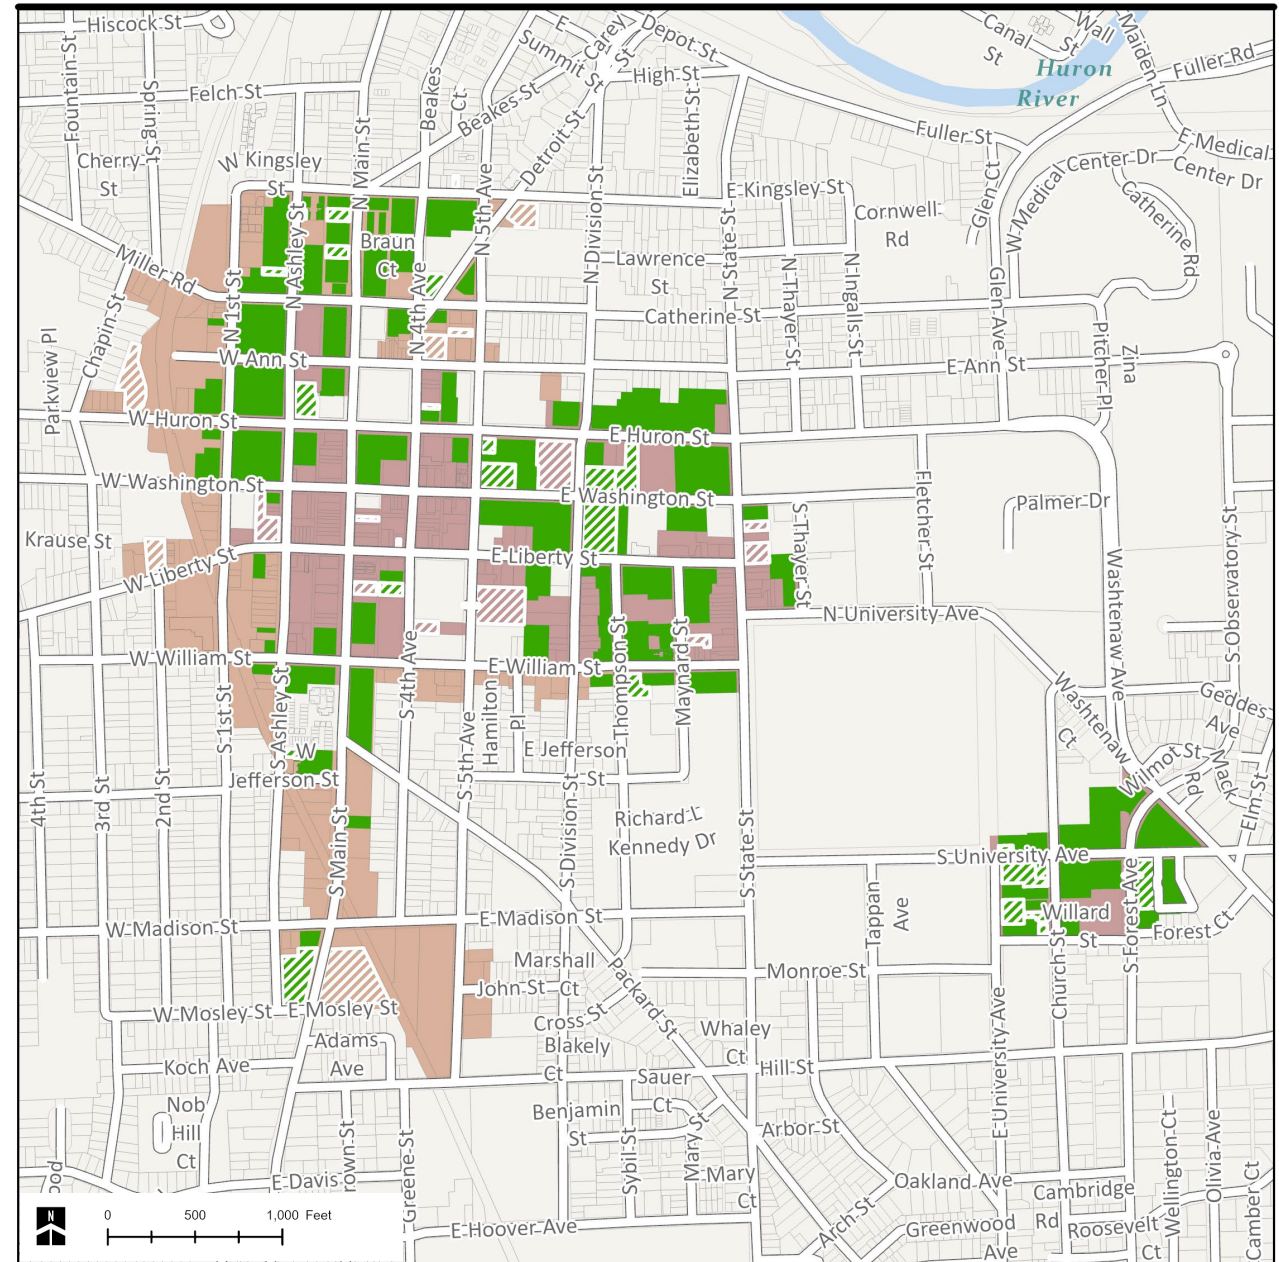 Hiscock St
E
Summit St
Carey
St
Depot St
Canal
St
Wall
St
Maiden Ln
Fuller Rd
Huron
River
High St
Fountain St
Spring St
Felch St
Beakes
Ct
Beakes St
Detroit St
Elizabeth St
Fuller St
E Medical
Center Dr
Cherry
St
W Kingsley
St
N Main St
N 5th Ave
N Division St
E Kingsley St
Cornwell
Rd
Glen Ct
W Medical Center Dr
Catherine Rd
Miller Rd
N Ashley St
Braun
Ct
N 4th Ave
Lawrence
St
N State St
N Thayer St
N Ingalls St
Glen Ave
N 1st St
Catherine St
Parkview Pl
Chapin St
W Ann St
E Ann St
Pitcher Pl
Zina
W Huron St
E Huron St
W Washington St
E Washington St
Fletcher St
Palmer Dr
S Thayer St
Krause St
W Liberty St
E Liberty St
Washtenaw Ave
S Observatory St
N University Ave
W William St
E William St
Thompson St
Maynard St
S 4th Ave
S 1st St
S Ashley St
Hamilton
Pl
S 5th Ave
Washtenaw
Ct
Geddes
Ave
W
Jefferson St
E Jefferson
St
Wilmot St
Mack
Rd
Elm St
4th St
3rd St
2nd St
S Main St
S Division St
Richard L
Kennedy Dr
S State St
S University Ave
Tappan
Ave
Willard
St
S Forest Ave
Forest Ct
Church St
W Madison St
E Madison St
Marshall
Ct
John St
Packard St
Monroe St
W Mosley St
E Mosley St
Cross St
Blakely
Ct
Whaley
Ct
E University Ave
Koch Ave
Adams
Ave
Sauer
Ct
Hill St
Nob
Hill
Ct
Benjamin
St
Sybil St
Mary St
Mary
Ct
Arbor St
Wellington Ct
Olivia Ave
Camber Ct
ood
E Davis
rown St
Greene St
E Hoover Ave
Arch St
Oakland Ave
Greenwood
Ave
Cambridge
Rd
Roosevelt
Ct
N
0 500 1,000 Feet